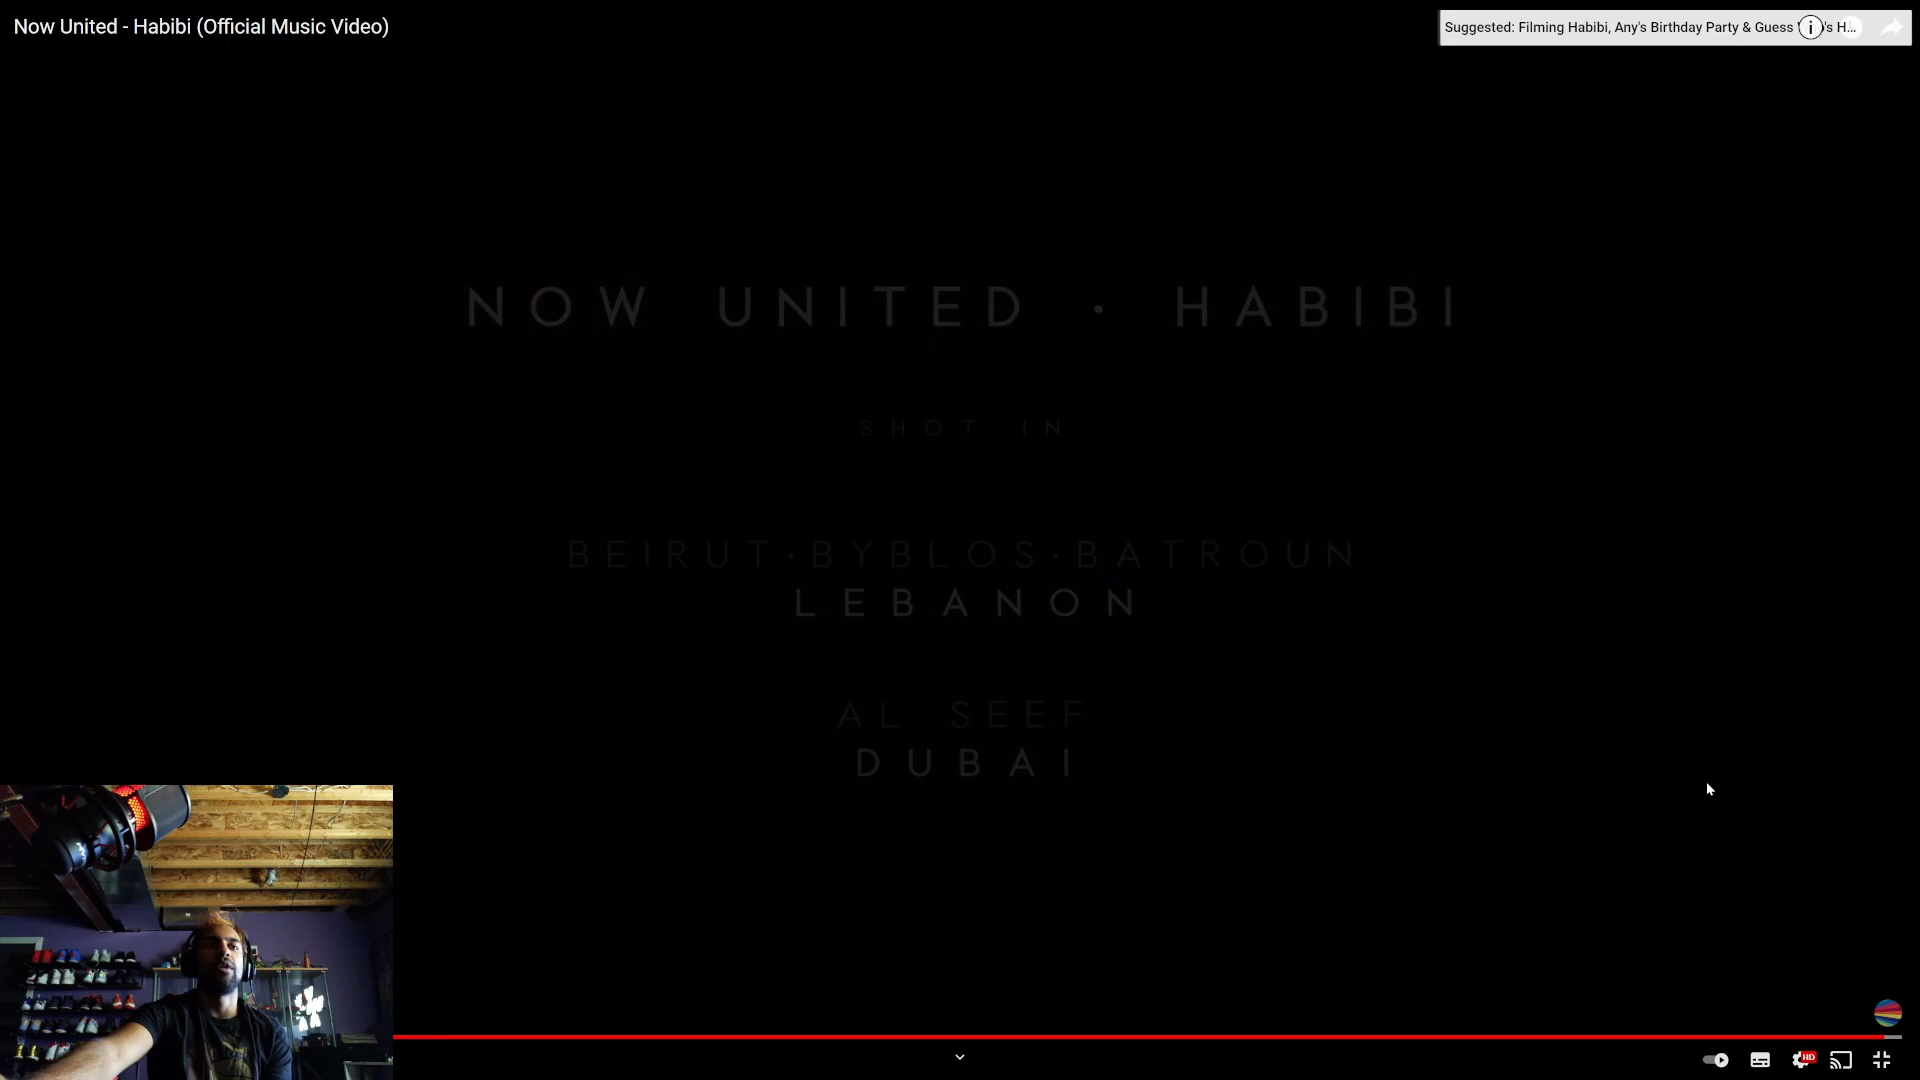 Now United - Habibi (Official Music Video)
Suggested: Filming Habibi, Any's Birthday Party & Guess
's H...
NOW UNITED · HABIBI
SHOT IN
BEIRUT·BYBLOS·BATROUN
LEBANON
AL SEEF
DUBAI
HD